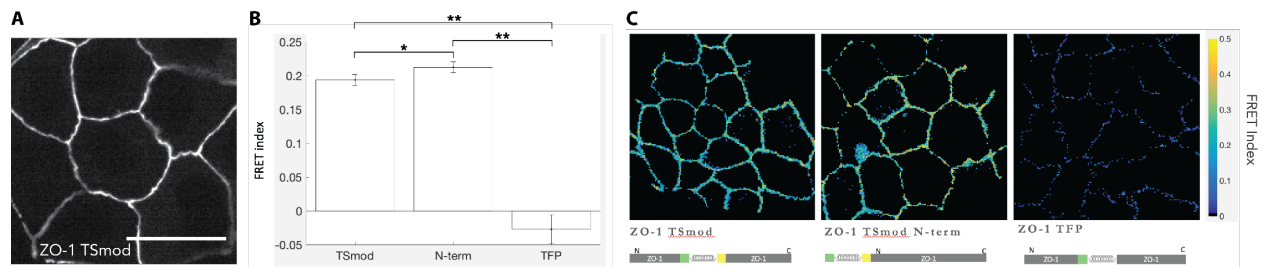 A
ZO-1 TSmod
B
**
*
**
FRET index
0.25
0.2
0.15
0.1
0.05
0
-0.05
TSmod
N-term
TFP
C
ZO-1 TSmod
N
C
ZO-1
ZO-1
ZO-1 TSmod N-term
N
C
ZO-1
ZO-1 TFP
N
C
ZO-1
ZO-1
0.5
0.4
0.3
0.2
0.1
0
FRET Index